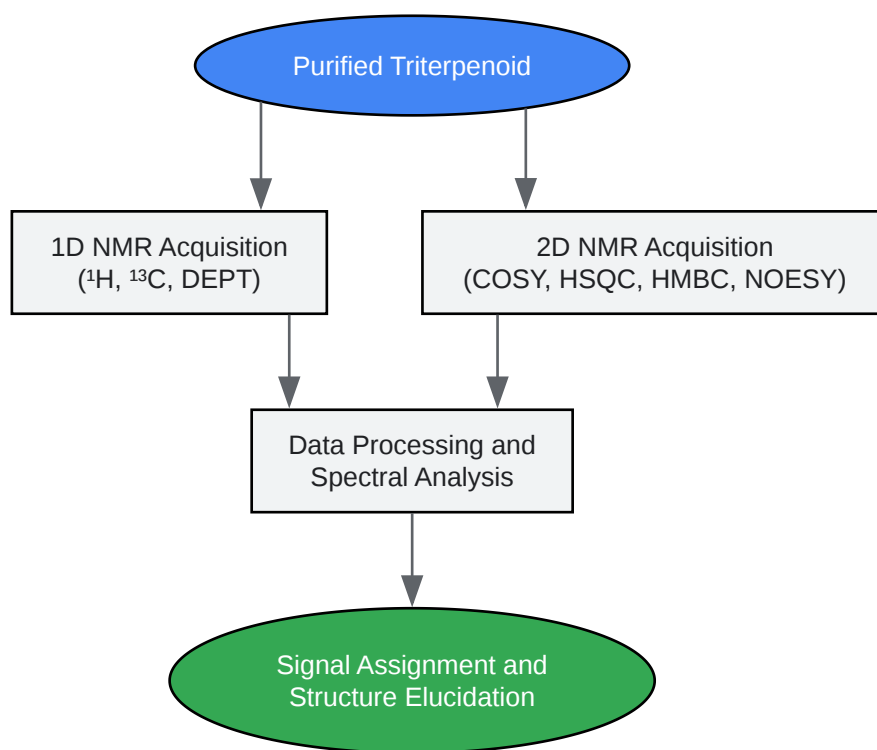 Purified Triterpenoid
1D NMR Acquisition
(¹H, ¹³C, DEPT)
2D NMR Acquisition
(COSY, HSQC, HMBC, NOESY)
Data Processing and
Spectral Analysis
Signal Assignment and
Structure Elucidation